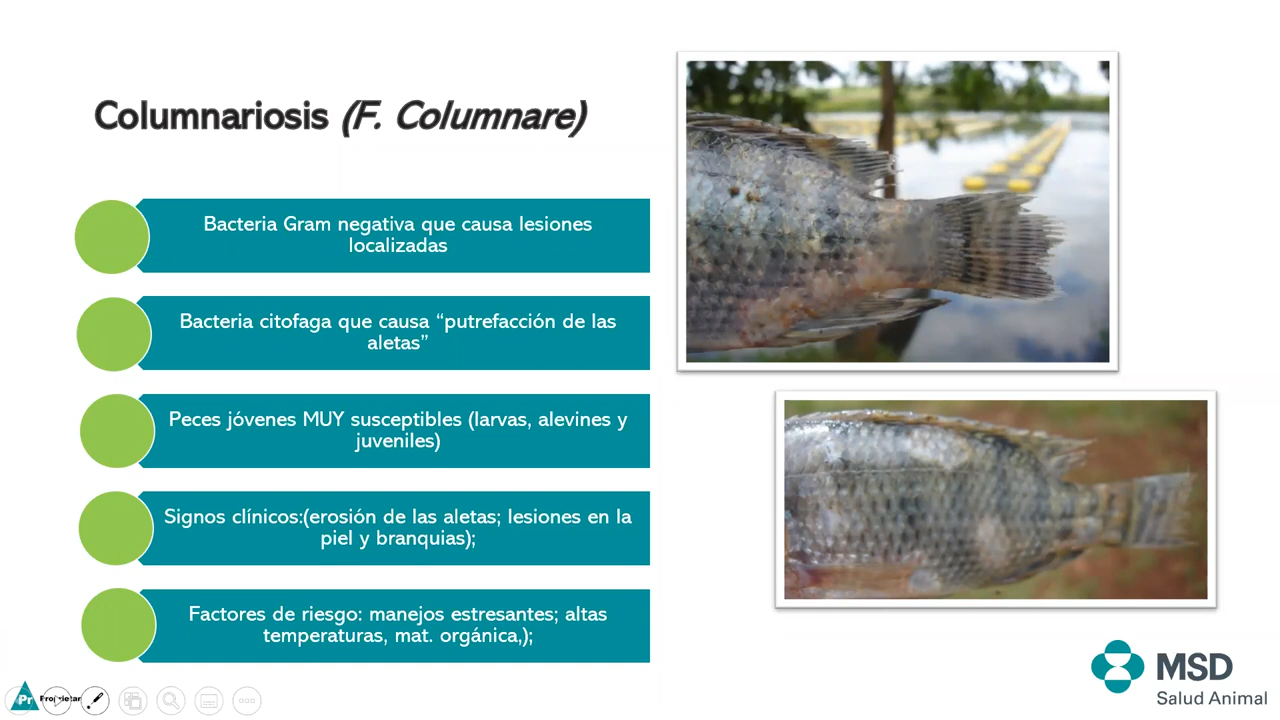 Columnariosis (F. Columnare)
Bacteria Gram negativa que causa lesiones
localizadas
Bacteria citofaga que causa “putrefacción de las
aletas”
Peces jóvenes MUY susceptibles (larvas, alevines y
juveniles)
Signos clínicos:(erosión de las aletas; lesiones en la
piel y branquias);
Factores de riesgo: manejos estresantes; altas
temperaturas, mat. orgánica,);
Pr
MSD
Salud Animal